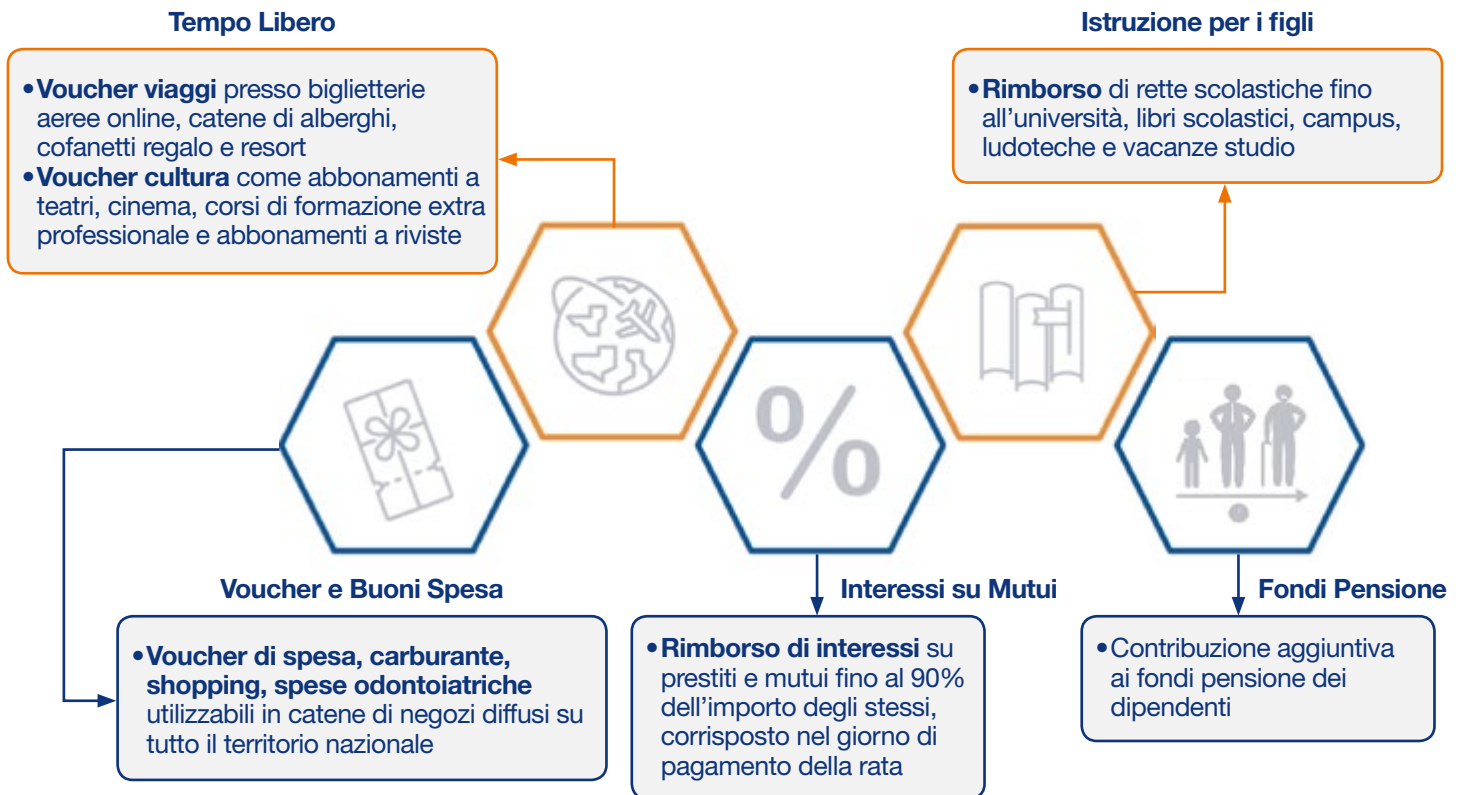 Tempo Libero
•Voucher viaggi presso biglietterie
aeree online, catene di alberghi,
cofanetti regalo e resort
•Voucher cultura come abbonamenti a
teatri, cinema, corsi di formazione extra
professionale e abbonamenti a riviste
Istruzione per i figli
•Rimborso di rette scolastiche fino
all'università, libri scolastici, campus,
ludoteche e vacanze studio
%
Voucher e Buoni Spesa
•Voucher di spesa, carburante,
shopping, spese odontoiatriche
utilizzabili in catene di negozi diffusi su
tutto il territorio nazionale
Interessi su Mutui
•Rimborso di interessi su
prestiti e mutui fino al 90%
dell'importo degli stessi,
corrisposto nel giorno di
pagamento della rata
Fondi Pensione
•Contribuzione aggiuntiva
ai fondi pensione dei
dipendenti